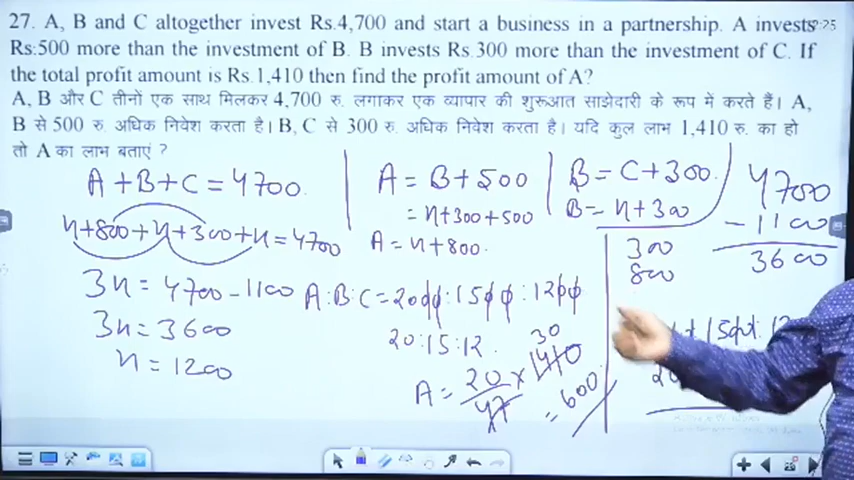 27. A, B and C altogether invest Rs.4,700 and start a business in a partnership. A invests
Rs.500 more than the investment of B. B invests Rs.300 more than the investment of C. If
the total profit amount is Rs.1,410 then find the profit amount of A?
A, B और C तीनों एक साथ मिलकर 4,700 रु. लगाकर एक व्यापार की शुरूआत साझेदारी के रूप में करते हैं। A,
B से 500 रु. अधिक निवेश करता है। B, C से 300 रु. अधिक निवेश करता है। यदि कुल लाभ 1,410 रु. का हो
तो A का लाभ बताएं ?
A+B+C=4700
x+800+x+300+x=4700
3x=4700-1100
3x=3600
x=1200
A=B+500
=x+300+500
A=x+800
A:B:C=2000:1500:1200
20:15:12
A=20/47×1410
30
=600
B=C+300
B=x+300
300
800
4700
-1100
3600